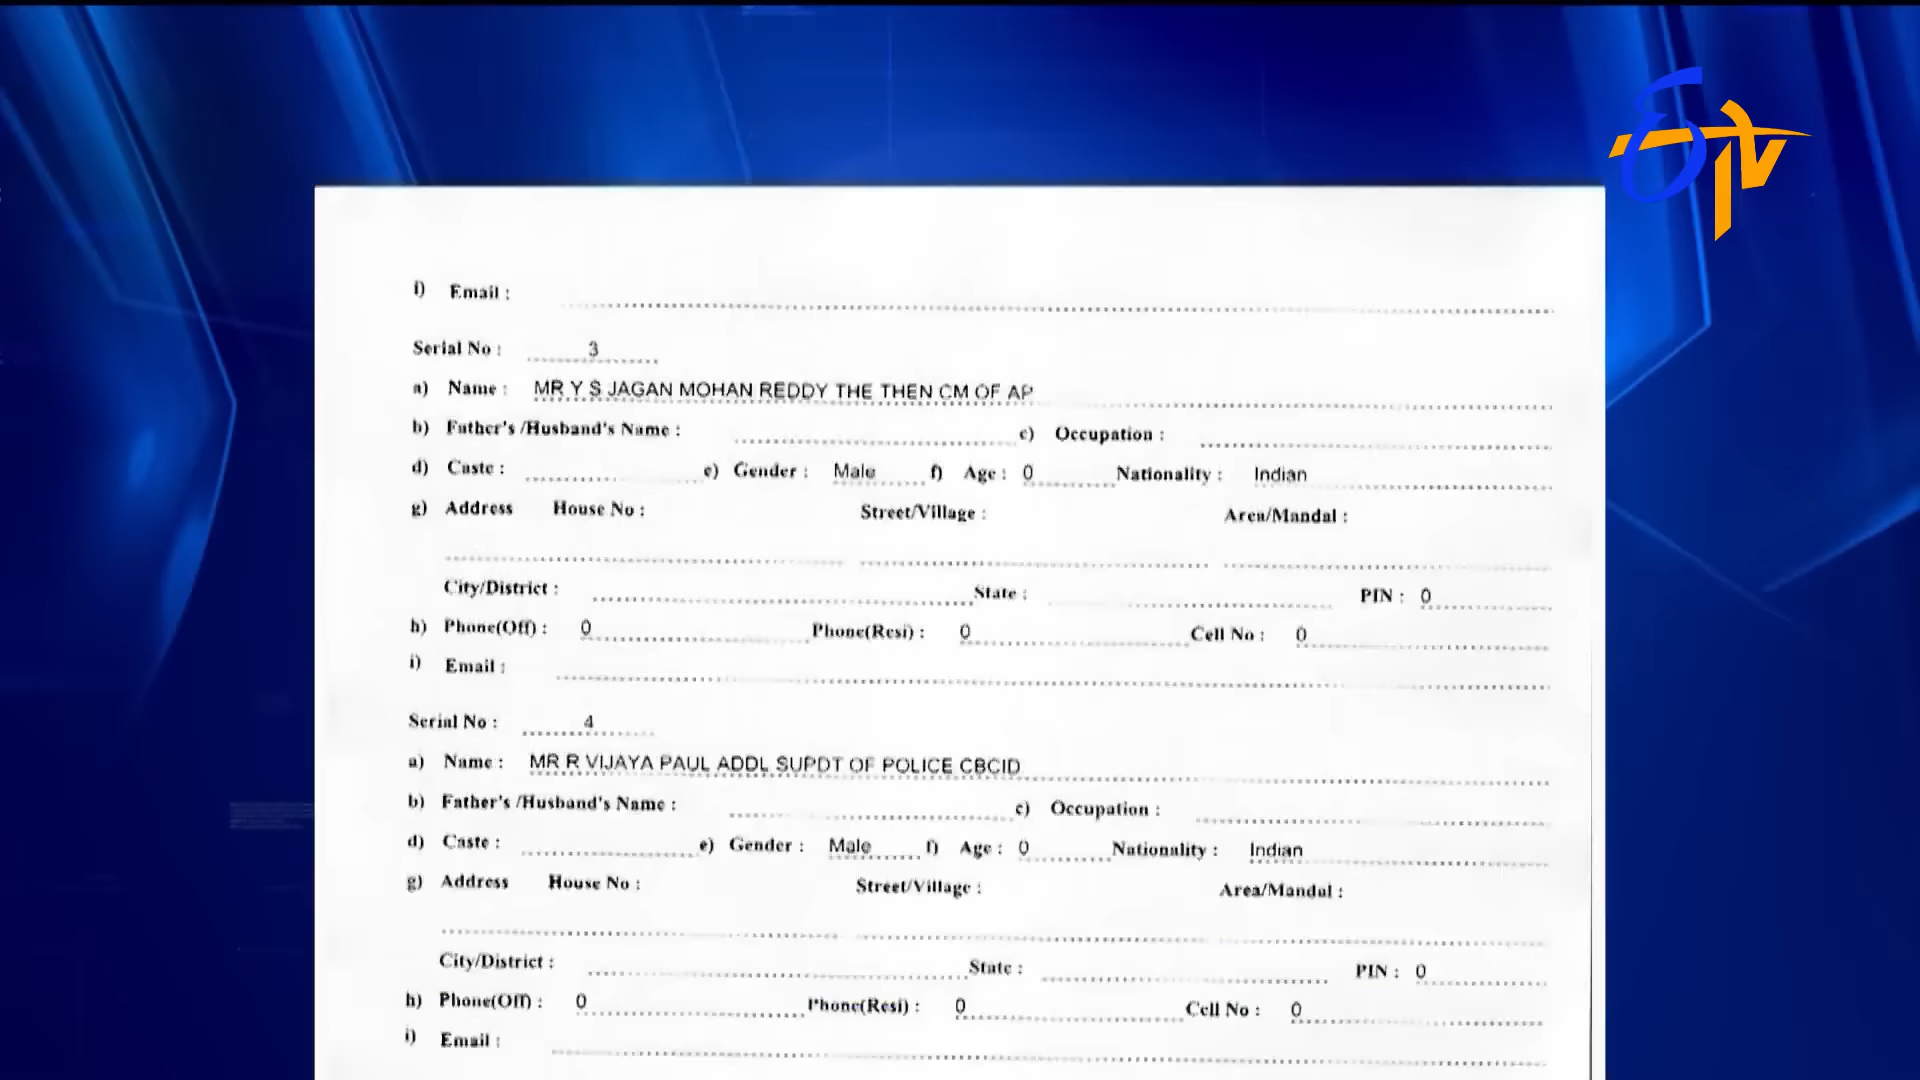 ETV
i) Email :
Serial No : 3
a) Name : MR Y S JAGAN MOHAN REDDY THE THEN CM OF AP
b) Father's /Husband's Name : c) Occupation :
d) Caste : e) Gender : Male f) Age : 0 Nationality : Indian
g) Address House No : Street/Village : Area/Mandal :
City/District : State : PIN : 0
h) Phone(Off) : 0 Phone(Resi) : 0 Cell No : 0
i) Email :
Serial No : 4
a) Name : MR R VIJAYA PAUL ADDL SUPDT OF POLICE CBCID
b) Father's /Husband's Name : c) Occupation :
d) Caste : e) Gender : Male f) Age : 0 Nationality : Indian
g) Address House No : Street/Village : Area/Mandal :
City/District : State : PIN : 0
h) Phone(Off) : 0 Phone(Resi) : 0 Cell No : 0
i) Email :